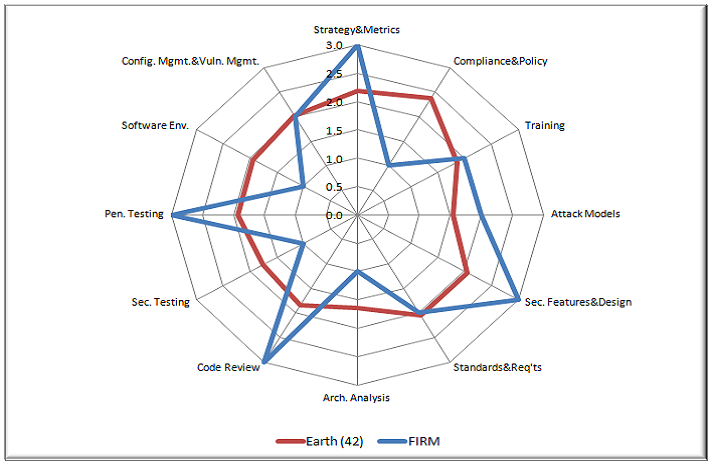 Strategy&Metrics
Config. Mgmt.&Vuln. Mgmt.
Compliance&Policy
3.0
2.5
2.0
1.5
1.0
0.5
0.0
Software Env.
Training
Pen. Testing
Attack Models
Sec. Testing
Sec. Features&Design
Code Review
Standards&Req'ts
Arch. Analysis
Earth (42)
FIRM